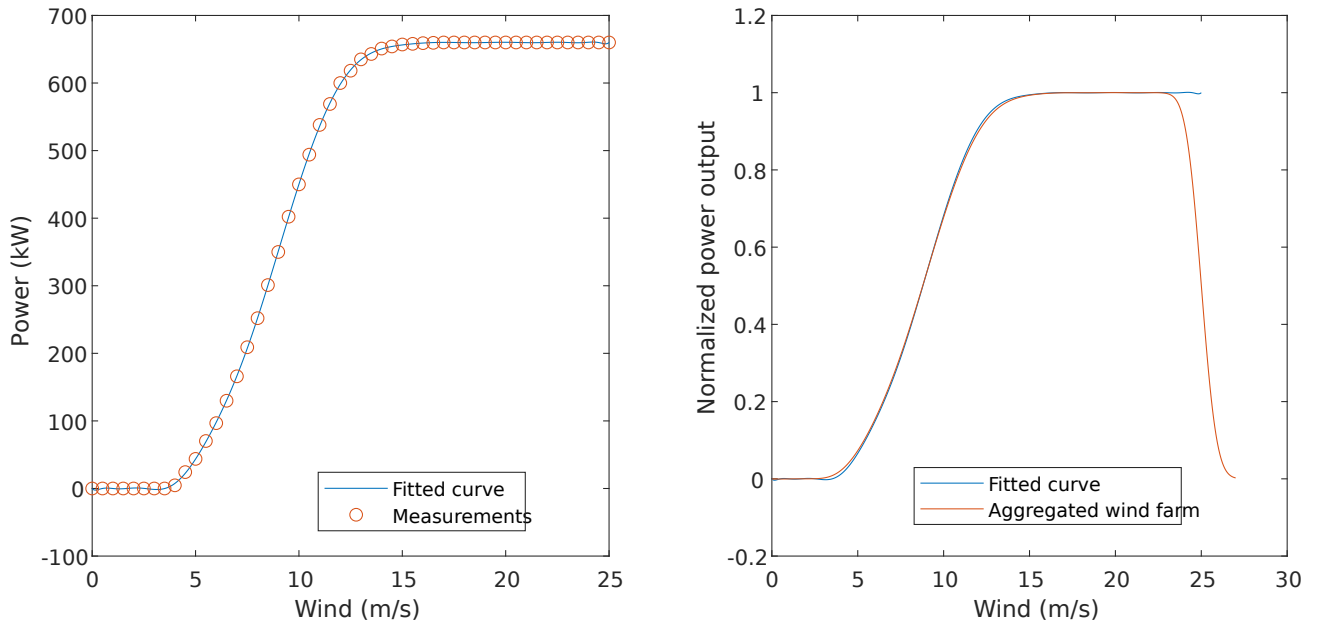 700
600
500
400
300
200
100
0
-100
Power (kW)
0 5 10 15 20 25
Wind (m/s)
Fitted curve
Measurements
1.2
1
0.8
0.6
0.4
0.2
0
-0.2
Normalized power output
0 5 10 15 20 25 30
Wind (m/s)
Fitted curve
Aggregated wind farm